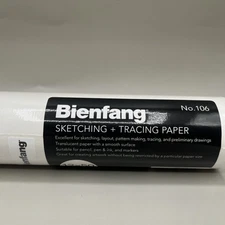 Bienfang®
No.106
SKETCHING + TRACING PAPER
Excellent for sketching, layout, pattern making, tracing, and preliminary drawings
Translucent paper with a smooth surface
Suitable for pencil, pen & ink, and markers